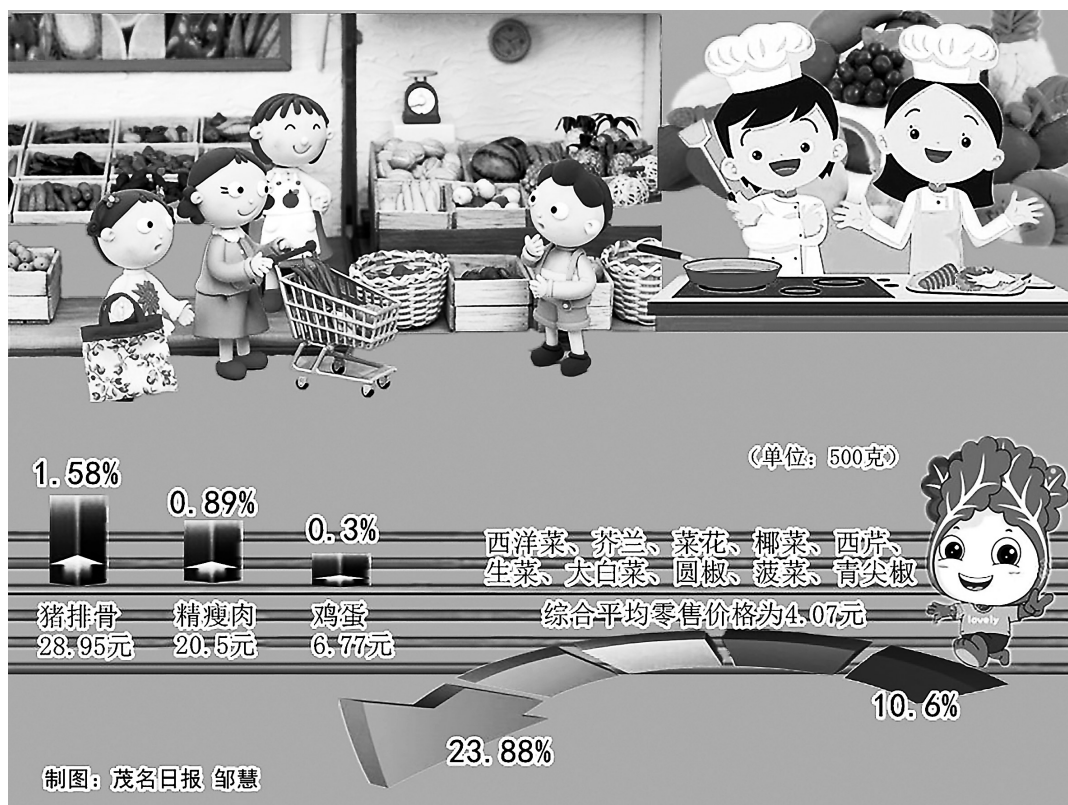 1.58%
0.89%
0.3%
(单位：500克)
西洋菜、芥兰、菜花、椰菜、西芹、
生菜、大白菜、圆椒、菠菜、青尖椒
综合平均零售价格为4.07元
猪排骨
28.95元
精瘦肉
20.5元
鸡蛋
6.77元
lovely
10.6%
23.88%
制图：茂名日报 邹慧